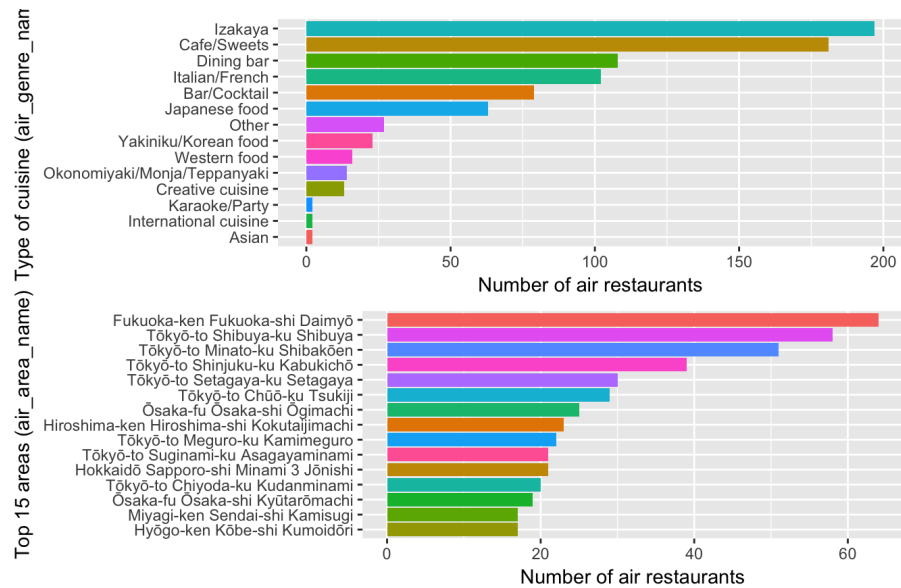 Type of cuisine (air_genre_nam
Izakaya
Cafe/Sweets
Dining bar
Italian/French
Bar/Cocktail
Japanese food
Other
Yakiniku/Korean food
Western food
Okonomiyaki/Monja/Teppanyaki
Creative cuisine
Karaoke/Party
International cuisine
Asian
0 50 100 150 200
Number of air restaurants
Top 15 areas (air_area_name)
Fukuoka-ken Fukuoka-shi Daimyō
Tōkyō-to Shibuya-ku Shibuya
Tōkyō-to Minato-ku Shibakōen
Tōkyō-to Shinjuku-ku Kabukichō
Tōkyō-to Setagaya-ku Setagaya
Tōkyō-to Chūō-ku Tsukiji
Ōsaka-fu Ōsaka-shi Ōgimachi
Hiroshima-ken Hiroshima-shi Kokutaijimachi
Tōkyō-to Meguro-ku Kamimeguro
Tōkyō-to Suginami-ku Asagayaminami
Hokkaidō Sapporo-shi Minami 3 Jōnishi
Tōkyō-to Chiyoda-ku Kudanminami
Ōsaka-fu Ōsaka-shi Kyūtarōmachi
Miyagi-ken Sendai-shi Kamisugi
Hyōgo-ken Kōbe-shi Kumoidōri
0 20 40 60
Number of air restaurants